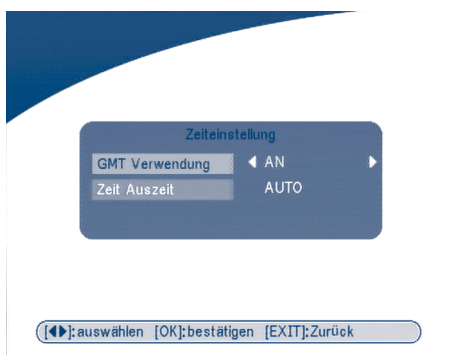 Zeiteinstellung
GMT Verwendung AN
Zeit Auszeit AUTO
[◀▶]:auswählen [OK]:bestätigen [EXIT]:Zurück